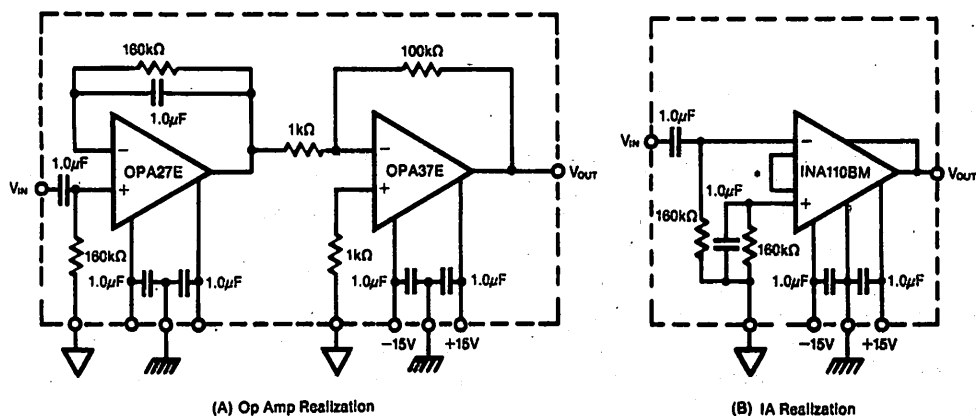 160kΩ
1.0µF
OPA27E
−
+
1.0µF
VIN
160kΩ
1.0µF
1.0µF
1kΩ
100kΩ
OPA37E
−
+
VOUT
1kΩ
1.0µF
1.0µF
−15V
+15V
(A) Op Amp Realization
1.0µF
VIN
−
INA110BM
+
VOUT
1.0µF
160kΩ
160kΩ
1.0µF
1.0µF
−15V
+15V
(B) IA Realization